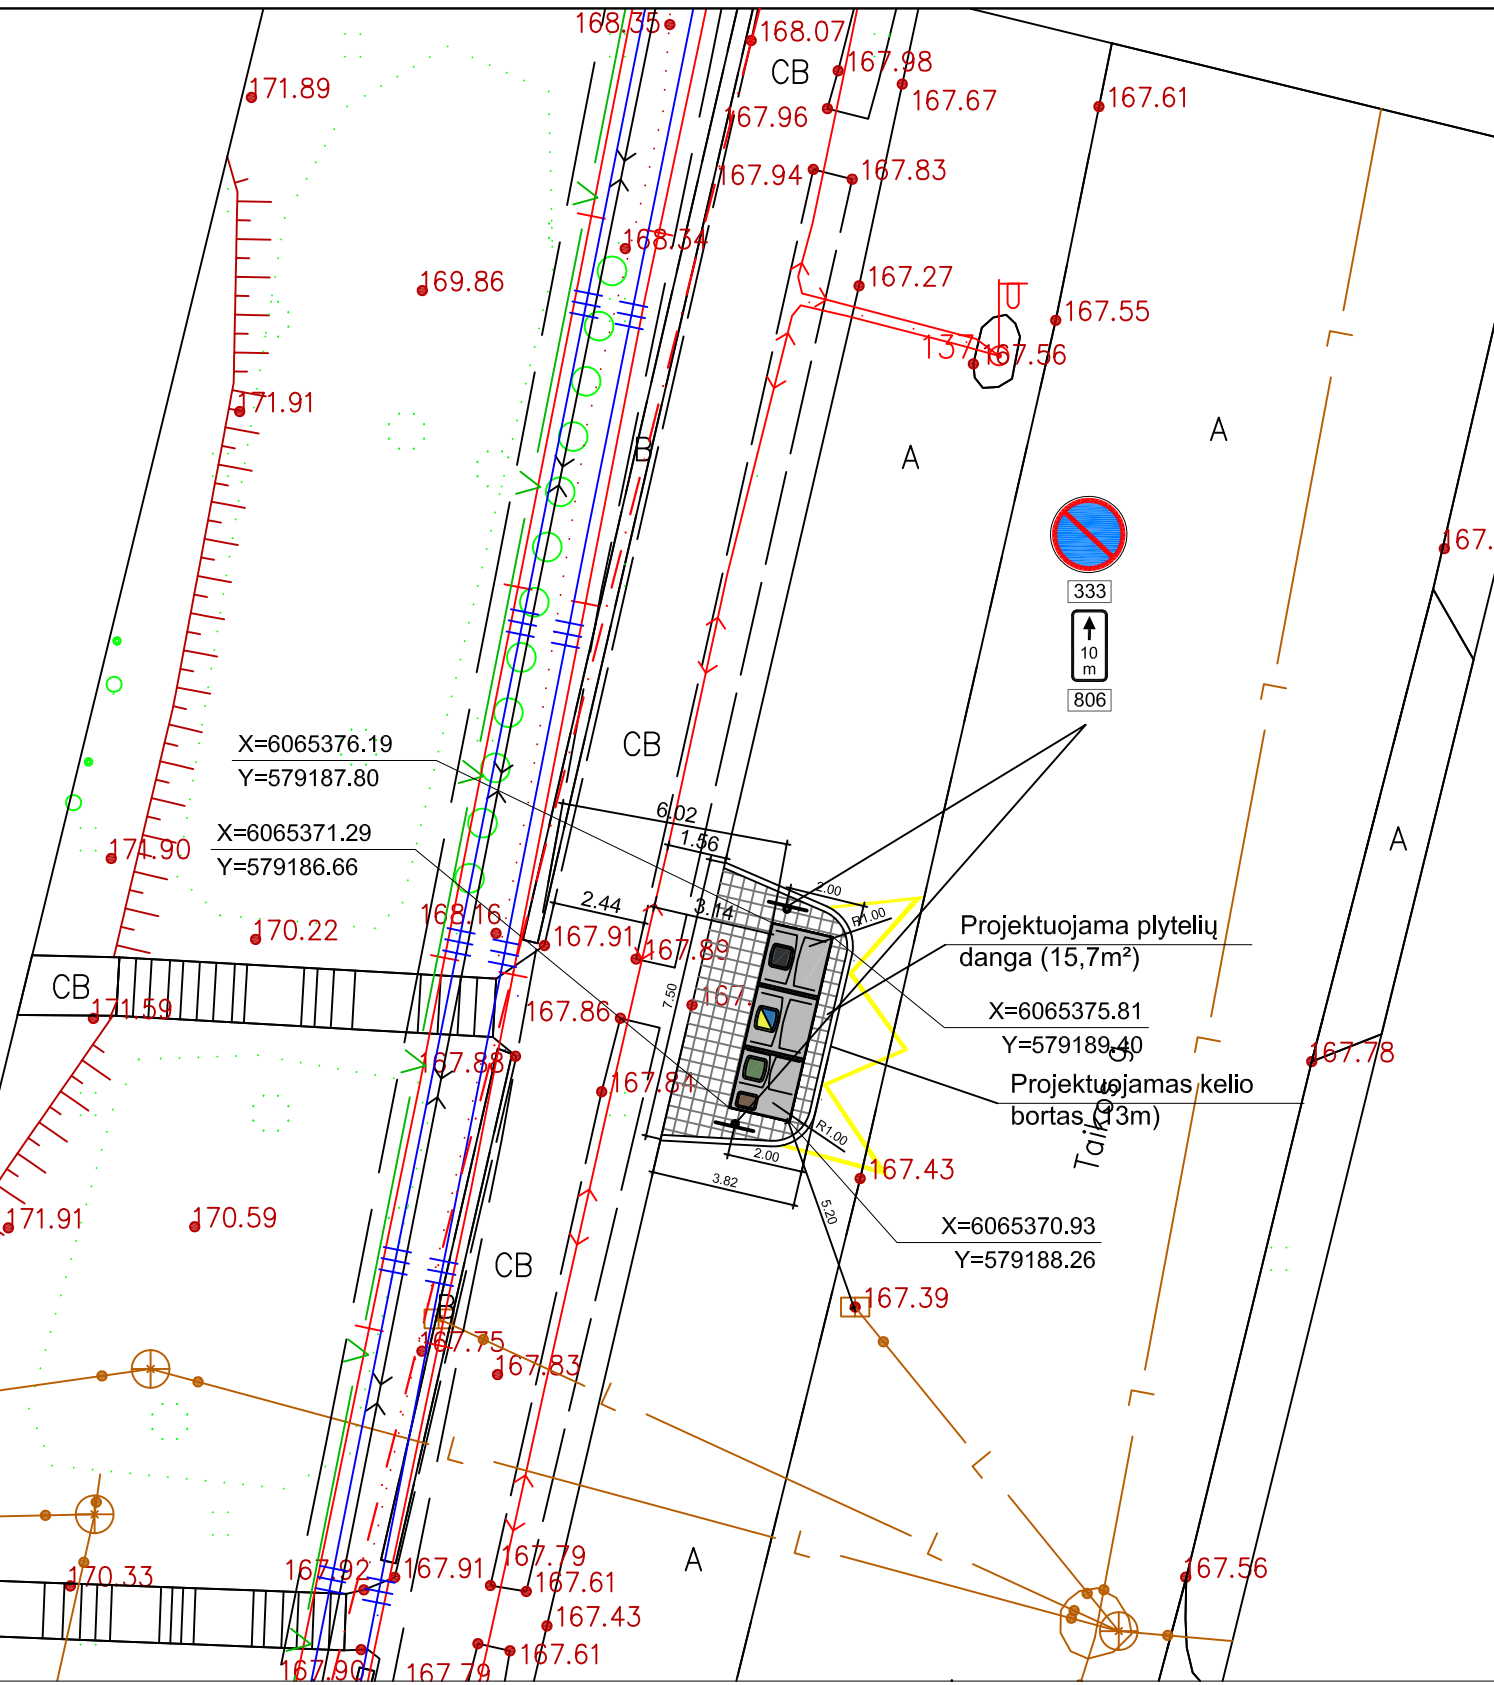 168.35
168.07
167.98
CB
171.89
167.67
167.61
167.96
167.94
167.83
168.34
169.86
167.27
167.55
167.56
171.91
B
A
A
167.
333
10
m
806
X=6065376.19
Y=579187.80
CB
6.02
1.56
X=6065371.29
Y=579186.66
171.90
A
2.00
2.44
3.14
R1.00
168.16
167.91
167.89
170.22
Projektuojama plytelių
danga (15,7m²)
CB
171.59
7.50
167.
167.86
X=6065375.81
Y=579189.40
167.88
167.78
167.84
Projektuojamas kelio
bortas (13m)
Taikos g
R1.00
2.00
3.82
167.43
5.20
171.91
170.59
X=6065370.93
Y=579188.26
CB
167.39
B
167.75
167.83
A
167.79
167.92
167.91
167.61
170.33
167.56
167.43
167.61
167.90
167.79